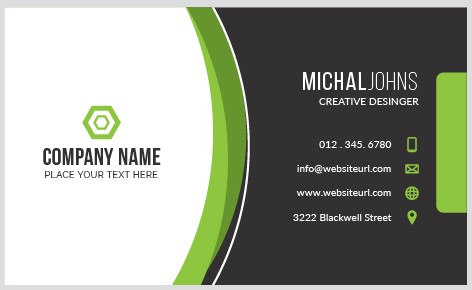 COMPANY NAME
PLACE YOUR TEXT HERE
MICHALJOHNS
CREATIVE DESINGER
012 . 345. 6780
info@websiteurl.com
www.websiteurl.com
3222 Blackwell Street